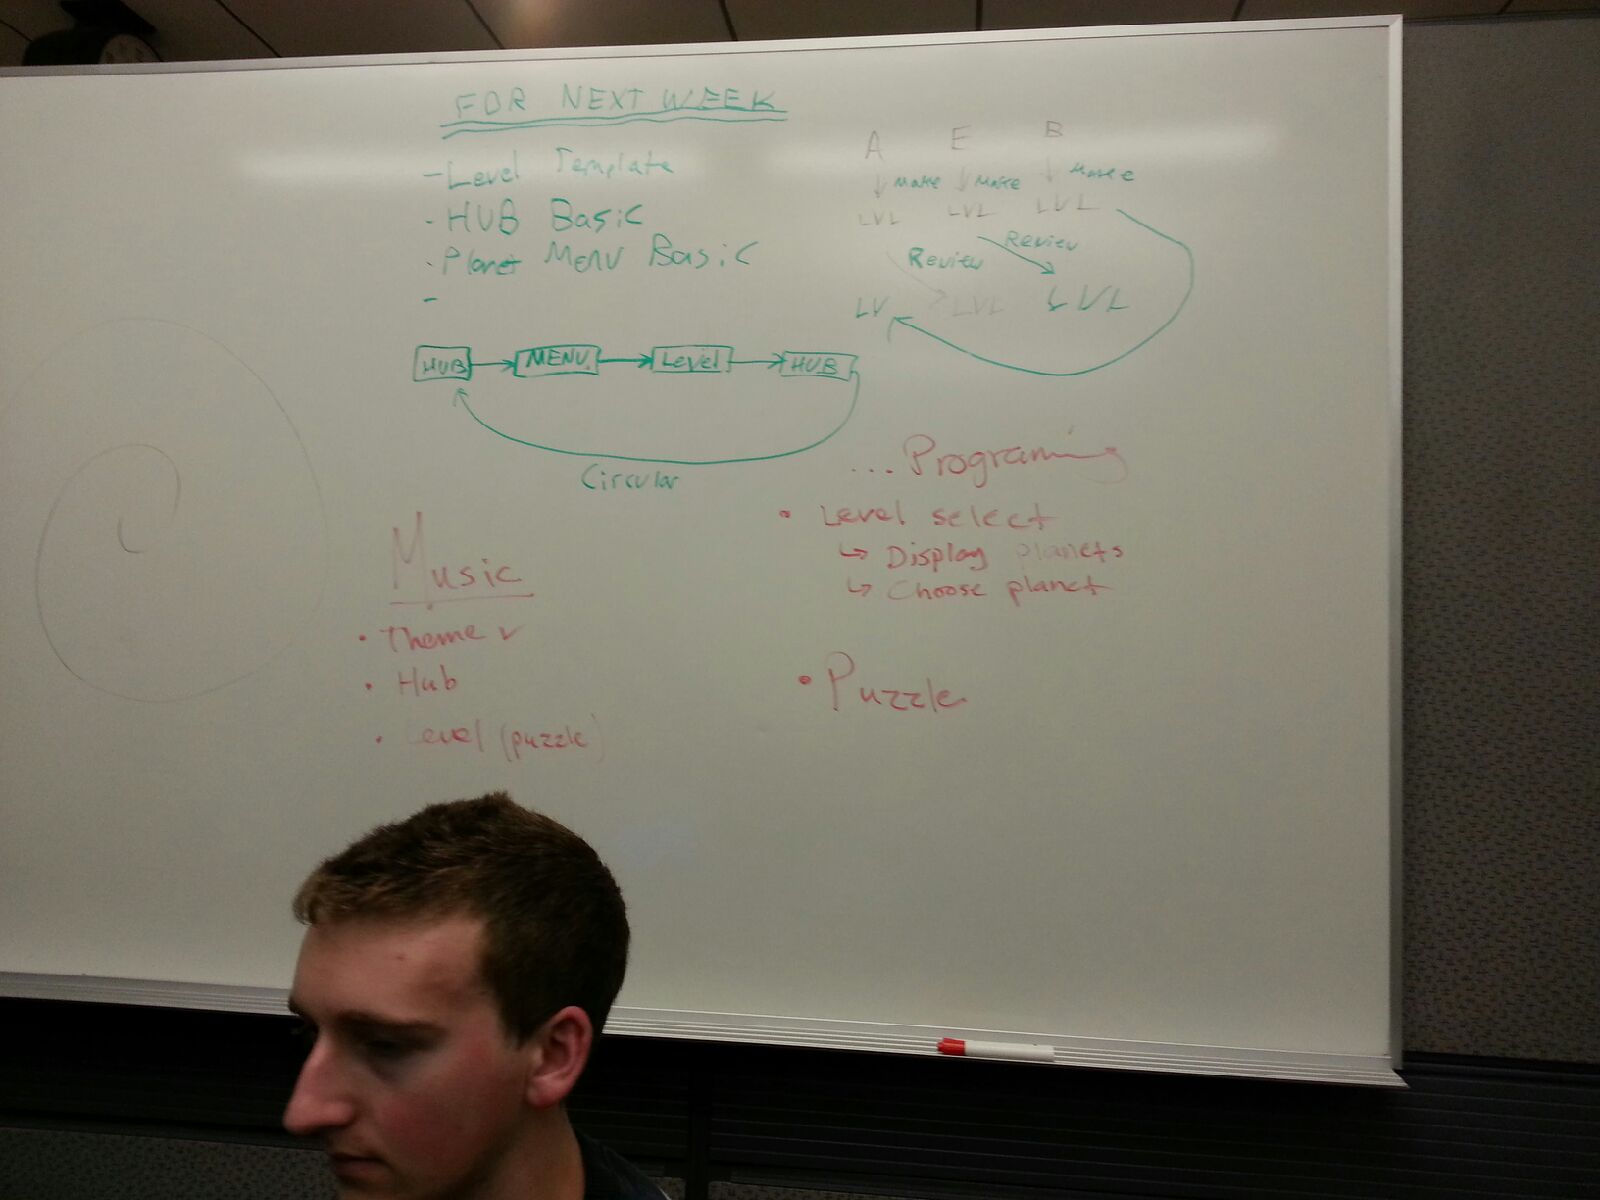 FOR NEXT WEEK
- Level Template
- HUB Basic
- Planet MENU Basic
-
A E B
Make Make Make
LVL LVL LVL
Review Review
LV LVL LVL
HUB MENU Level HUB
Circular
... Programing
• Level select
↳ Display planets
↳ Choose planet
• Puzzle
Music
• Theme ✓
• Hub
• Level (puzzle)